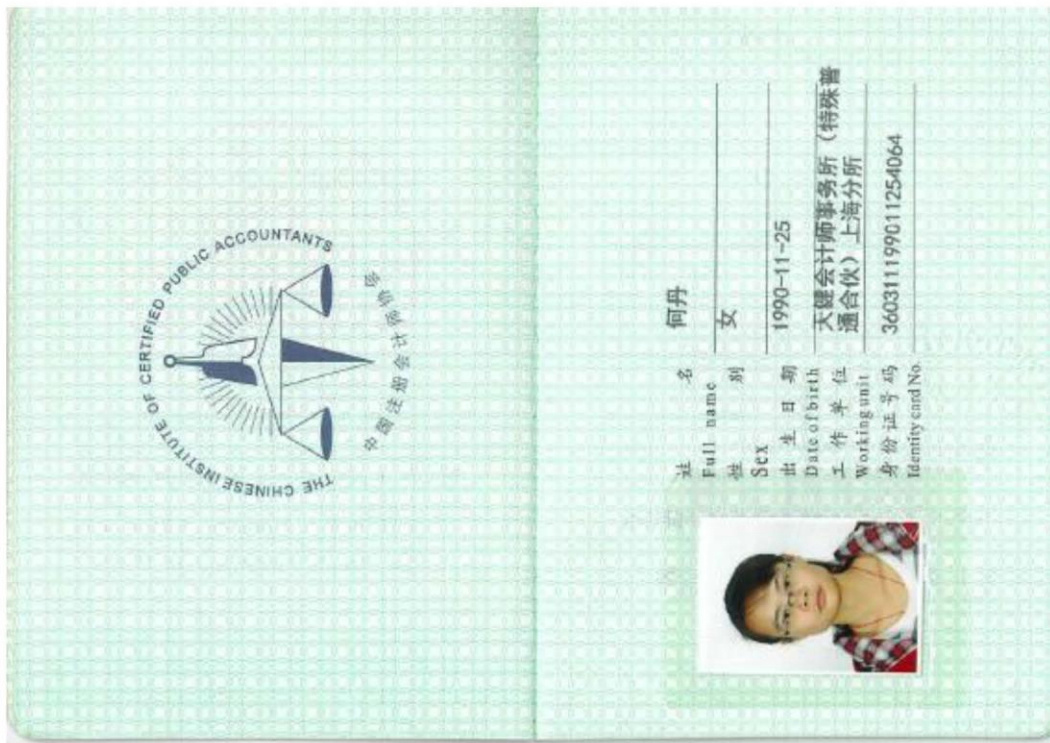 THE CHINESE INSTITUTE OF CERTIFIED PUBLIC ACCOUNTANTS
中国注册会计师协会
姓 名 何丹
Full name
性 别 女
Sex
出 生 日 期 1990-11-25
Date of birth
工 作 单 位 天健会计师事务所（特殊普
Working unit 通合伙）上海分所
身份证号码 360311199011254064
Identity card No.